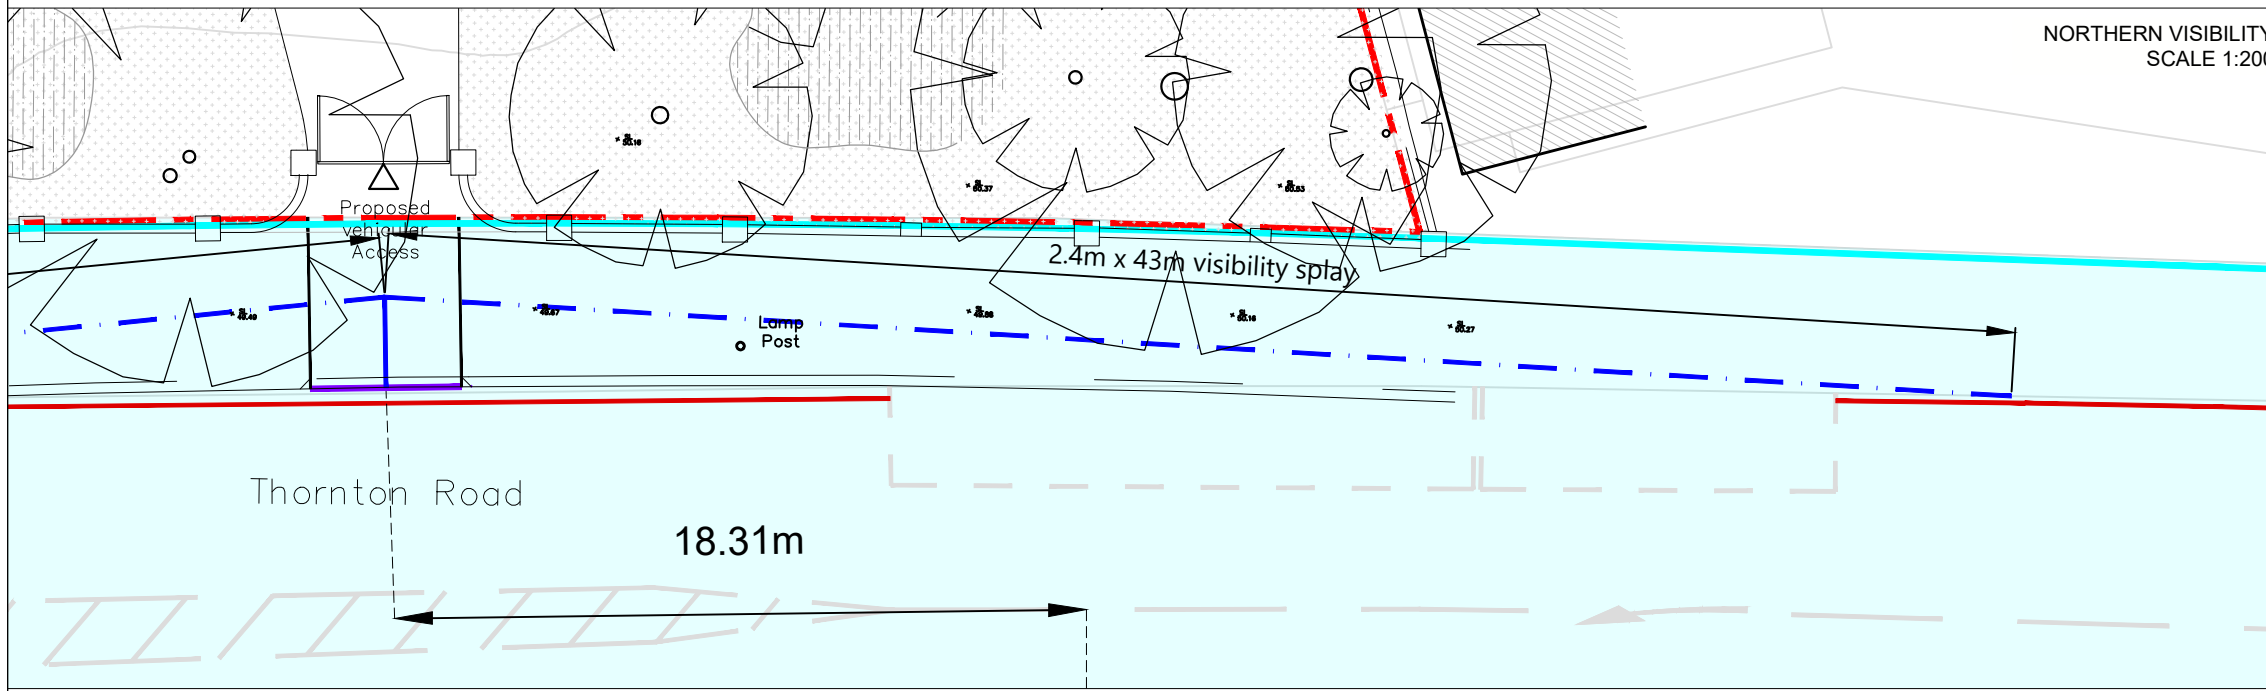 NORTHERN VISIBILITY
SCALE 1:200
Proposed
vehicular
Access
2.4m x 43m visibility splay
Lamp
Post
Thornton Road
18.31m